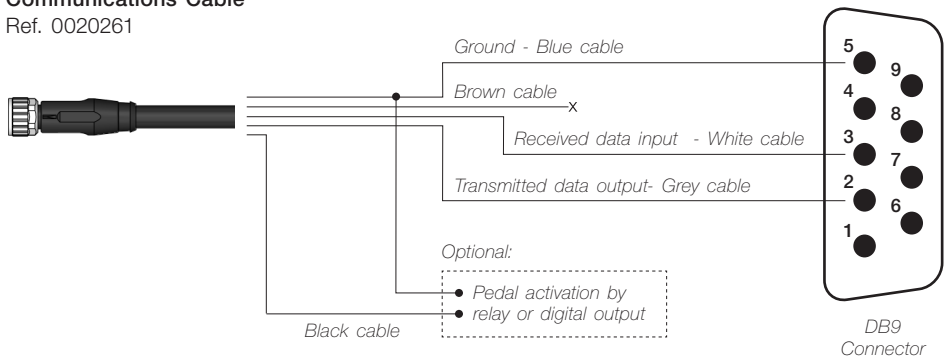 Communications Cable
Ref. 0020261
Ground - Blue cable
Brown cable
x
Received data input - White cable
Transmitted data output- Grey cable
Optional:
Pedal activation by
relay or digital output
Black cable
5
9
4
8
3
7
2
6
1
DB9
Connector